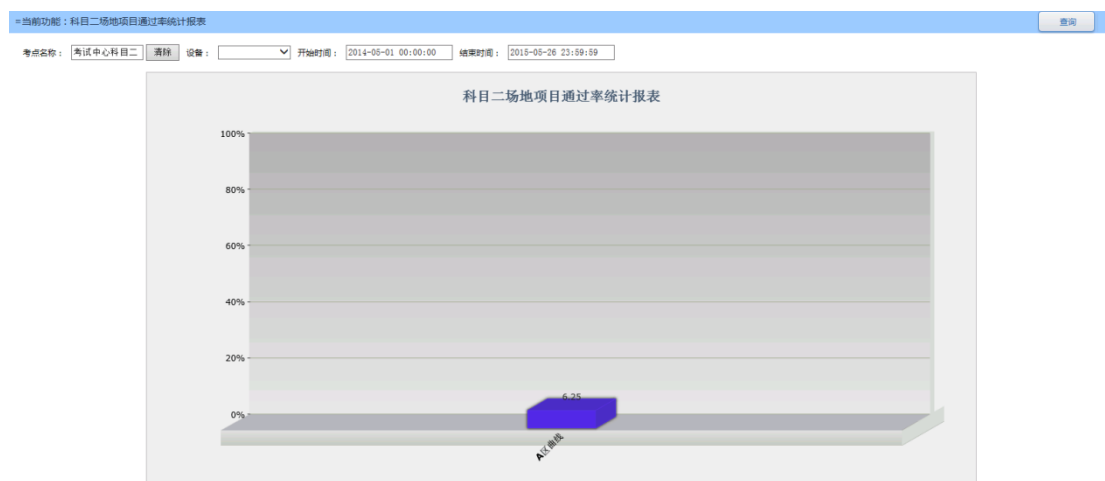 =当前功能：科目二场地项目通过率统计报表
查询
考点名称： 考试中心科目二 清除 设备： 开始时间： 2014-05-01 00:00:00 结束时间： 2015-05-26 23:59:59
科目二场地项目通过率统计报表
100%
80%
60%
40%
20%
6.25
0%
A区曲线